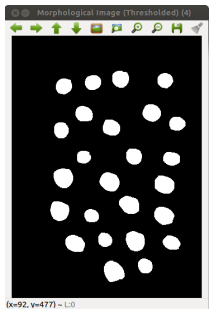 Morphological Image (Thresholded) (4)
(x=92, y=477) ~ L:0